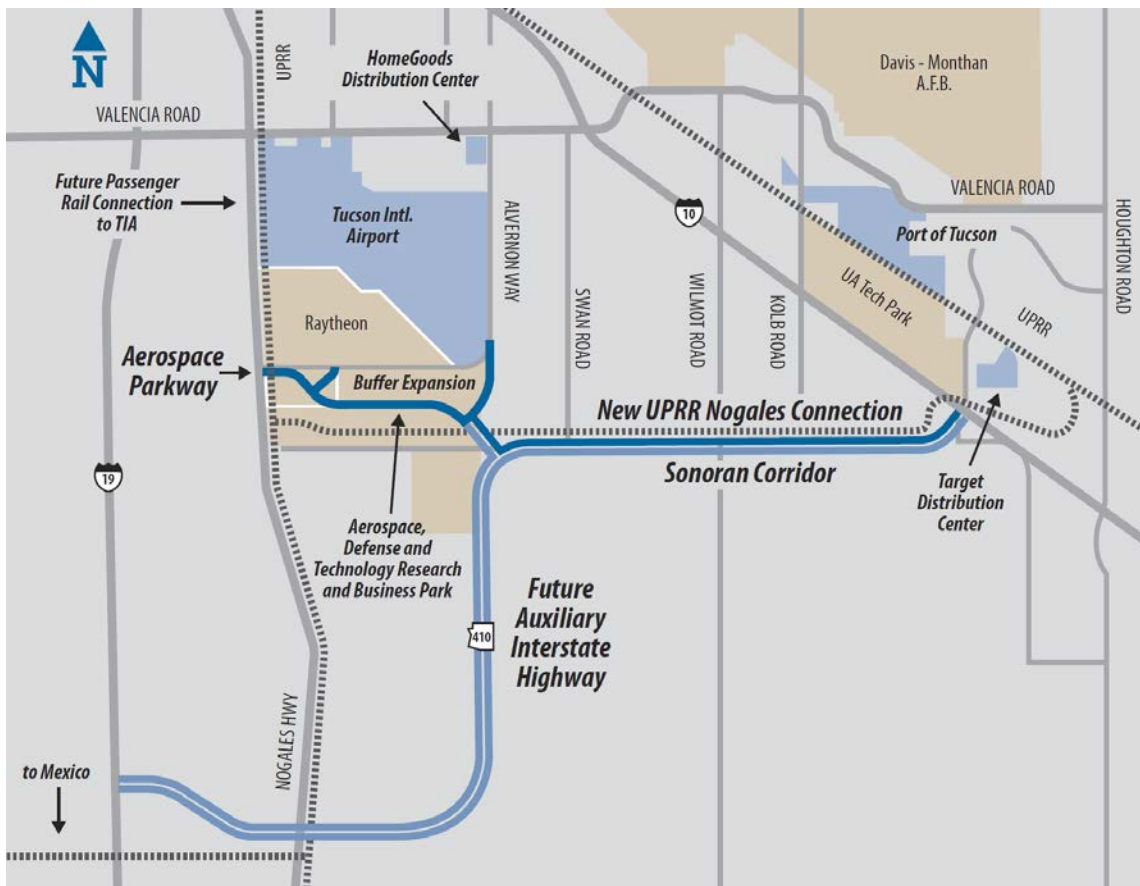 N
UPRR
HomeGoods
Distribution Center
Davis - Monthan
A.F.B.
VALENCIA ROAD
Future Passenger
Rail Connection
to TIA
Tucson Intl.
Airport
ALVERNON WAY
10
VALENCIA ROAD
Port of Tucson
HOUGHTON ROAD
SWAN ROAD
WILMOT ROAD
KOLB ROAD
UA Tech Park
UPRR
Raytheon
Aerospace
Parkway
Buffer Expansion
New UPRR Nogales Connection
Sonoran Corridor
19
Target
Distribution
Center
Aerospace,
Defense and
Technology Research
and Business Park
Future
Auxiliary
Interstate
Highway
410
NOGALES HWY
to Mexico